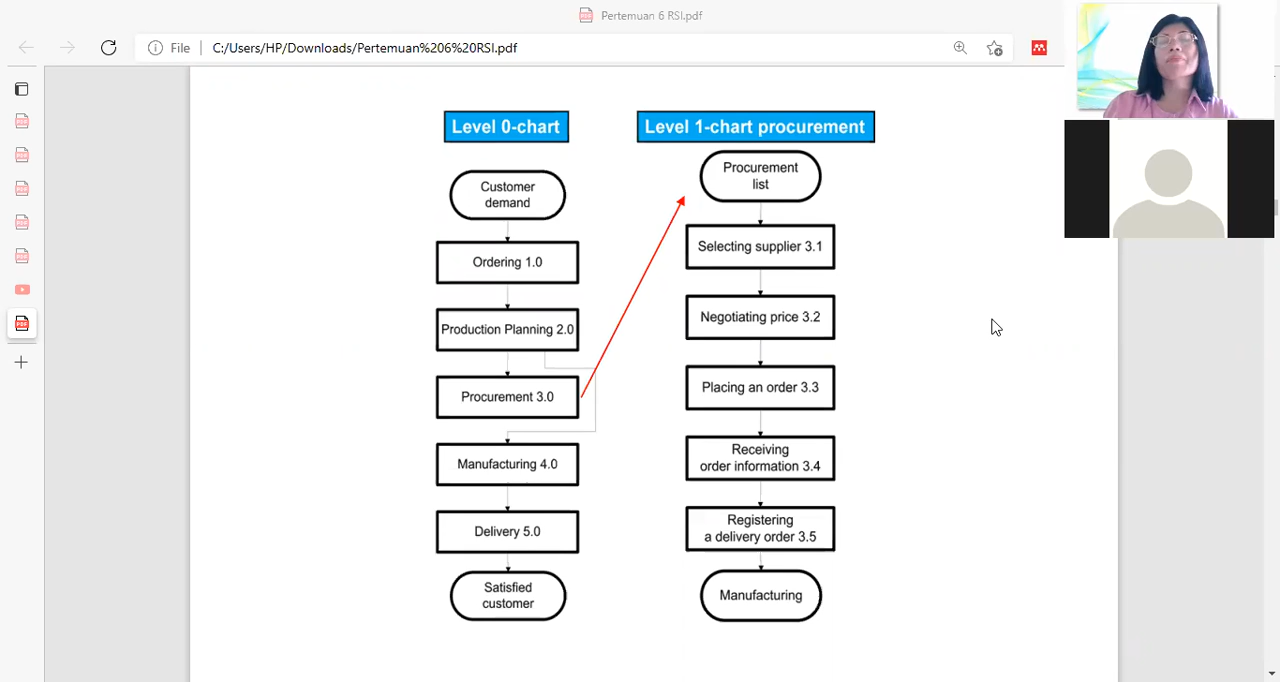 Pertemuan 6 RSI.pdf
File
C:/Users/HP/Downloads/Pertemuan%206%20RSI.pdf
Level 0-chart
Customer
demand
Ordering 1.0
Production Planning 2.0
Procurement 3.0
Manufacturing 4.0
Delivery 5.0
Satisfied
customer
Level 1-chart procurement
Procurement
list
Selecting supplier 3.1
Negotiating price 3.2
Placing an order 3.3
Receiving
order information 3.4
Registering
a delivery order 3.5
Manufacturing